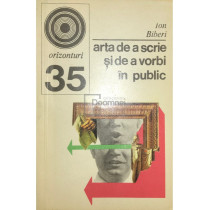 ion
Biberi
orizonturi
arta de a scrie
și de a vorbi
în public
35